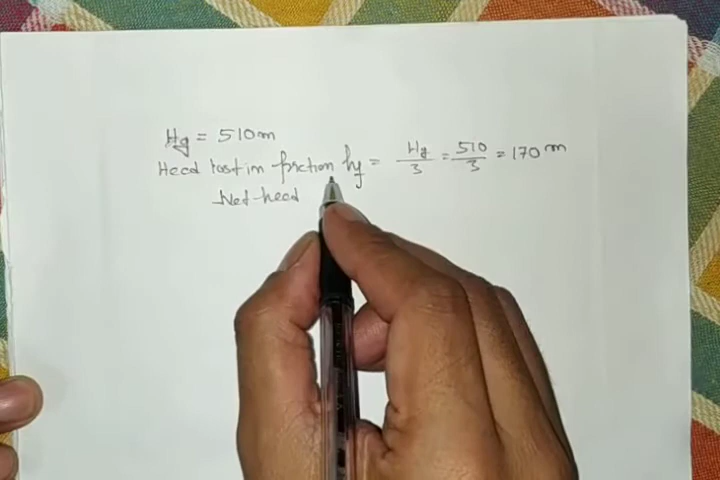 Hg = 510 m
Head lost in friction hf = Hg/3 = 510/3 = 170 m
Net head